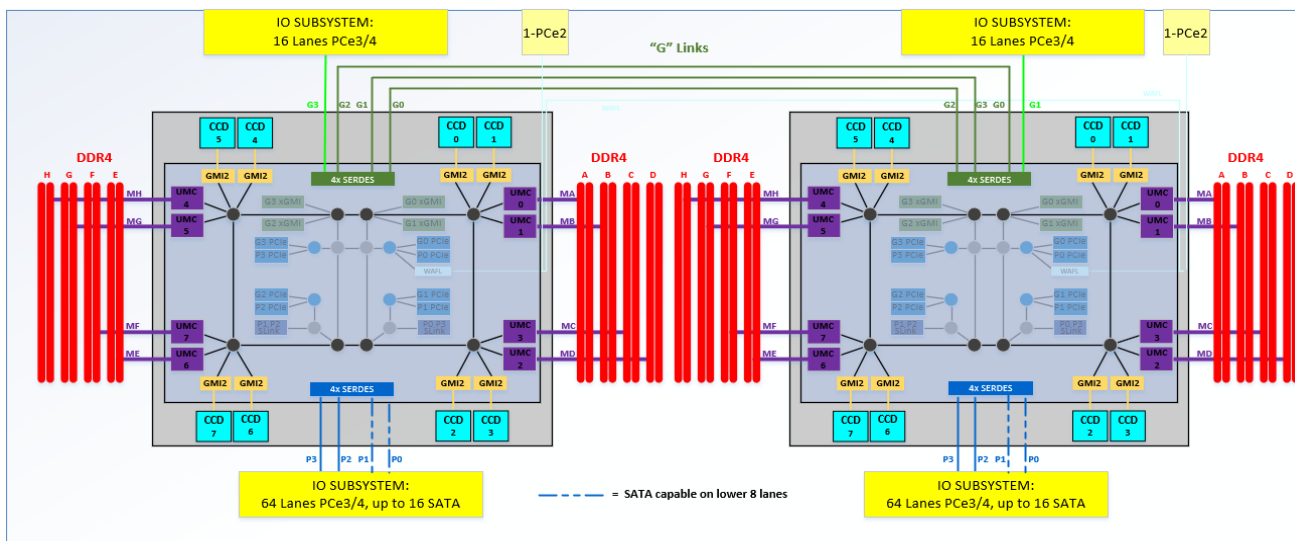 IO SUBSYSTEM:
16 Lanes PCe3/4
1-PCe2
"G" Links
IO SUBSYSTEM:
16 Lanes PCe3/4
1-PCe2
G3 G2 G1 G0
WAFL
G2 G3 G0 G1
WAFL
CCD 5
CCD 4
CCD 0
CCD 1
CCD 5
CCD 4
CCD 0
CCD 1
DDR4
DDR4
DDR4
DDR4
H G F E
A B C D
H G F E
A B C D
GMI2 GMI2
4x SERDES
GMI2 GMI2
GMI2 GMI2
4x SERDES
GMI2 GMI2
MH
UMC 4
G3 xGMI
G0 xGMI
UMC 0
MA
MH
UMC 4
G3 xGMI
G0 xGMI
UMC 0
MA
MG
UMC 5
G2 xGMI
G1 xGMI
UMC 1
MB
MG
UMC 5
G2 xGMI
G1 xGMI
UMC 1
MB
G3 PCIe
P3 PCIe
G0 PCIe
P0 PCIe
WAFL
G3 PCIe
P3 PCIe
G0 PCIe
P0 PCIe
WAFL
G2 PCIe
P2 PCIe
G1 PCIe
P1 PCIe
G2 PCIe
P2 PCIe
G1 PCIe
P1 PCIe
P1 P2
SLink
P0 P3
SLink
P1 P2
SLink
P0 P3
SLink
MF
UMC 7
UMC 3
MC
MF
UMC 7
UMC 3
MC
ME
UMC 6
UMC 2
MD
ME
UMC 6
UMC 2
MD
GMI2 GMI2
4x SERDES
GMI2 GMI2
GMI2 GMI2
4x SERDES
GMI2 GMI2
CCD 7
CCD 6
CCD 2
CCD 3
CCD 7
CCD 6
CCD 2
CCD 3
P3 P2 P1 P0
P3 P2 P1 P0
IO SUBSYSTEM:
64 Lanes PCe3/4, up to 16 SATA
= SATA capable on lower 8 lanes
IO SUBSYSTEM:
64 Lanes PCe3/4, up to 16 SATA